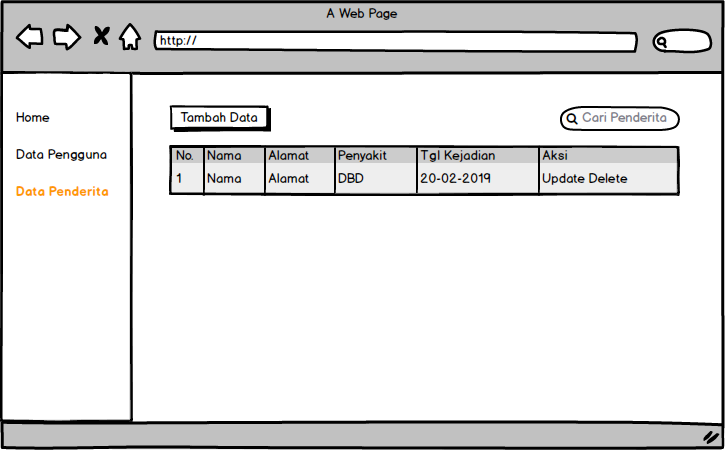 A Web Page
http://
Home
Data Pengguna
Data Penderita
Tambah Data
Cari Penderita
No. Nama Alamat Penyakit Tgl Kejadian Aksi
1 Nama Alamat DBD 20-02-2019 Update Delete